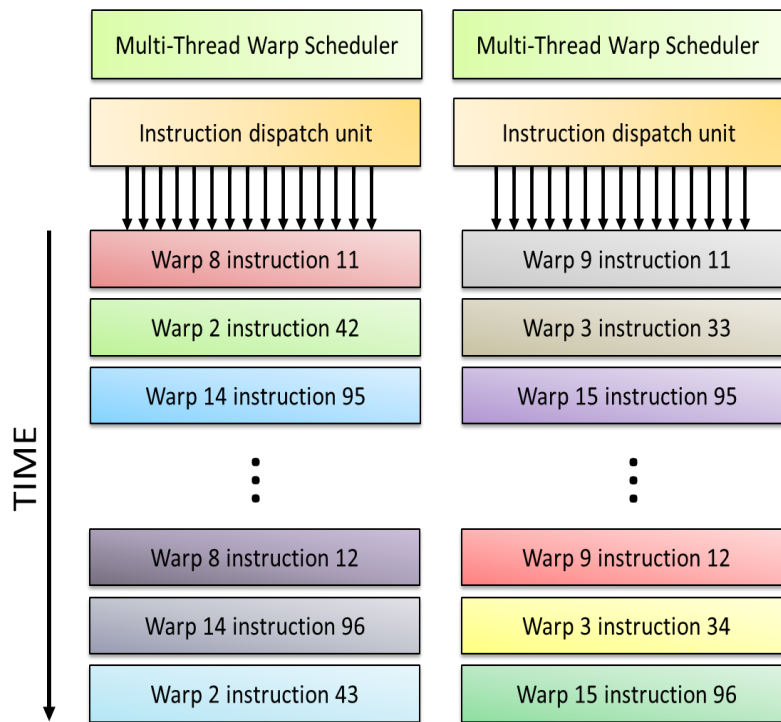 Multi-Thread Warp Scheduler
Multi-Thread Warp Scheduler
Instruction dispatch unit
Instruction dispatch unit
Warp 8 instruction 11
Warp 9 instruction 11
Warp 2 instruction 42
Warp 3 instruction 33
Warp 14 instruction 95
Warp 15 instruction 95
TIME
Warp 8 instruction 12
Warp 9 instruction 12
Warp 14 instruction 96
Warp 3 instruction 34
Warp 2 instruction 43
Warp 15 instruction 96